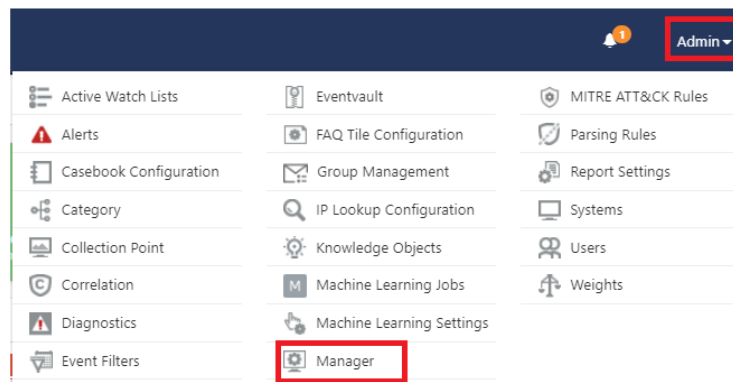 1
Admin
Active Watch Lists
Eventvault
MITRE ATT&CK Rules
Alerts
FAQ Tile Configuration
Parsing Rules
Casebook Configuration
Group Management
Report Settings
Category
IP Lookup Configuration
Systems
Collection Point
Knowledge Objects
Users
C
Correlation
M
Machine Learning Jobs
Weights
Diagnostics
Machine Learning Settings
Event Filters
Manager